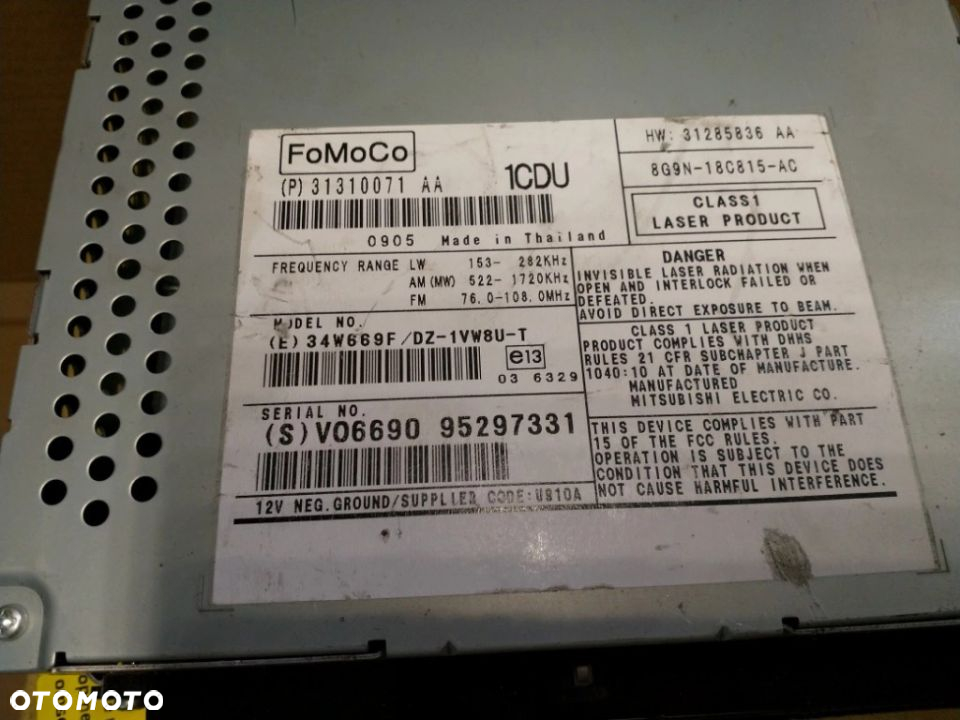 FoMoCo
(P) 31310071 AA 1CDU
0905 Made in Thailand
HW: 31285836 AA
8G9N-18C815-AC
CLASS1
LASER PRODUCT
FREQUENCY RANGE LW 153- 282KHz
AM(MW) 522- 1720KHz
FM 76.0-108.0MHz
MODEL NO.
(E) 34W669F/DZ-1VW8U-T
e13
03 6329
SERIAL NO.
(S) VO6690 95297331
12V NEG.GROUND/SUPPLIER CODE:U910A
DANGER
INVISIBLE LASER RADIATION WHEN
OPEN AND INTERLOCK FAILED OR
DEFEATED.
AVOID DIRECT EXPOSURE TO BEAM.
CLASS 1 LASER PRODUCT
PRODUCT COMPLIES WITH DHHS
RULES 21 CFR SUBCHAPTER J PART
1040:10 AT DATE OF MANUFACTURE.
MANUFACTURED
MITSUBISHI ELECTRIC CO.
THIS DEVICE COMPLIES WITH PART
15 OF THE FCC RULES.
OPERATION IS SUBJECT TO THE
CONDITION THAT THIS DEVICE DOES
NOT CAUSE HARMFUL INTERFERENCE.
OTOMOTO